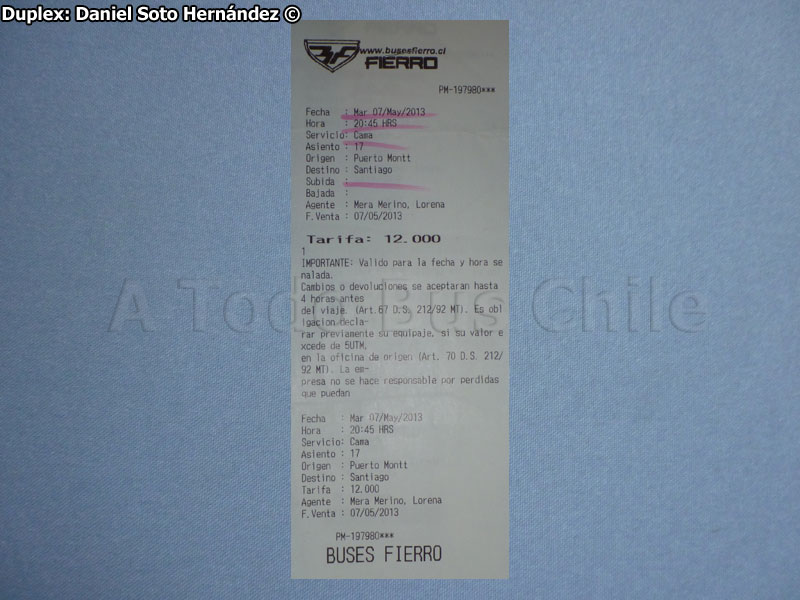 Duplex: Daniel Soto Hernández ©
www.busesfierro.cl
FIERRO
PM-197980***
Fecha : Mar 07/May/2013
Hora : 20:45 HRS
Servicio: Cama
Asiento : 17
Origen : Puerto Montt
Destino : Santiago
Subida :
Bajada :
Agente : Mera Merino, Lorena
F.Venta : 07/05/2013
Tarifa: 12.000
1
IMPORTANTE: Valido para la fecha y hora se
nalada.
Cambios o devoluciones se aceptaran hasta
4 horas antes
del viaje. (Art.67 D.S. 212/92 MT). Es obl
igacion decla-
rar previamente su equipaje, si su valor e
xcede de 5UTM,
en la oficina de origen (Art. 70 D.S. 212/
92 MT). La em-
presa no se hace responsable por perdidas
que puedan
A Todo Bus Chile
Fecha : Mar 07/May/2013
Hora : 20:45 HRS
Servicio: Cama
Asiento : 17
Origen : Puerto Montt
Destino : Santiago
Tarifa : 12.000
Agente : Mera Merino, Lorena
F.Venta : 07/05/2013
PM-197980***
BUSES FIERRO